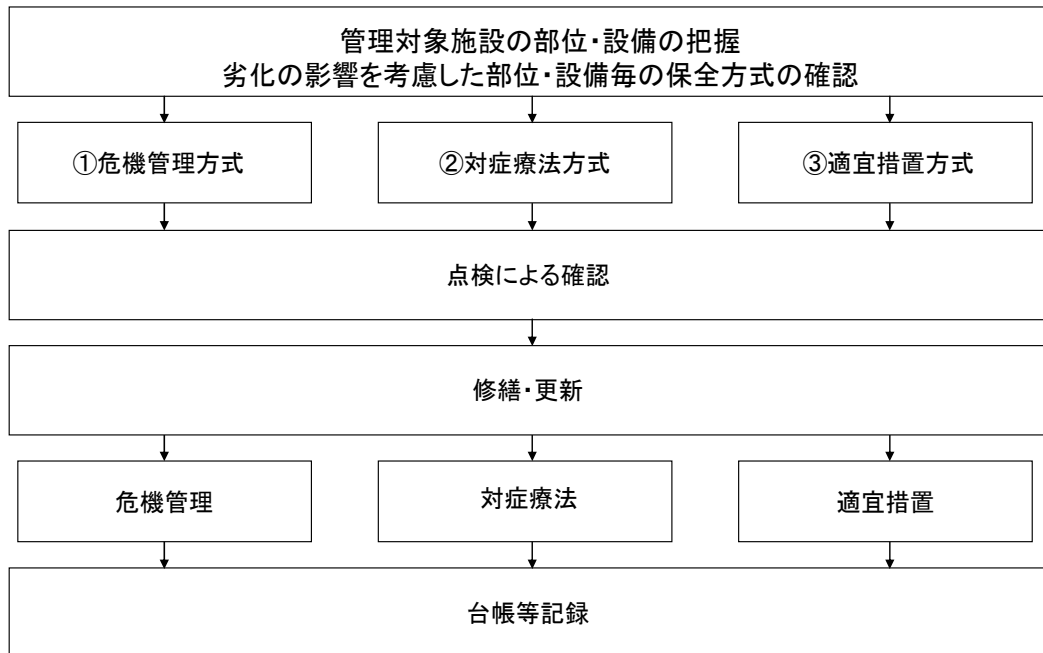 管理対象施設の部位・設備の把握
劣化の影響を考慮した部位・設備毎の保全方式の確認
①危機管理方式
②対症療法方式
③適宜措置方式
点検による確認
修繕・更新
危機管理
対症療法
適宜措置
台帳等記録